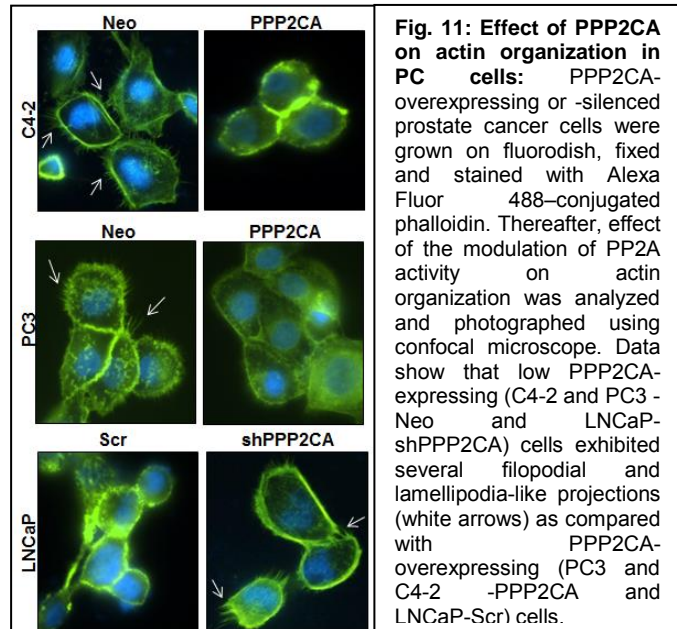 Neo PPP2CA
C4-2
Neo PPP2CA
PC3
Scr shPPP2CA
LNCaP
Fig. 11: Effect of PPP2CA
on actin organization in
PC cells: PPP2CA-
overexpressing or -silenced
prostate cancer cells were
grown on fluorodish, fixed
and stained with Alexa
Fluor 488–conjugated
phalloidin. Thereafter, effect
of the modulation of PP2A
activity on actin
organization was analyzed
and photographed using
confocal microscope. Data
show that low PPP2CA-
expressing (C4-2 and PC3 -
Neo and LNCaP-
shPPP2CA) cells exhibited
several filopodial and
lamellipodia-like projections
(white arrows) as compared
with PPP2CA-
overexpressing (PC3 and
C4-2 -PPP2CA and
LNCaP-Scr) cells.